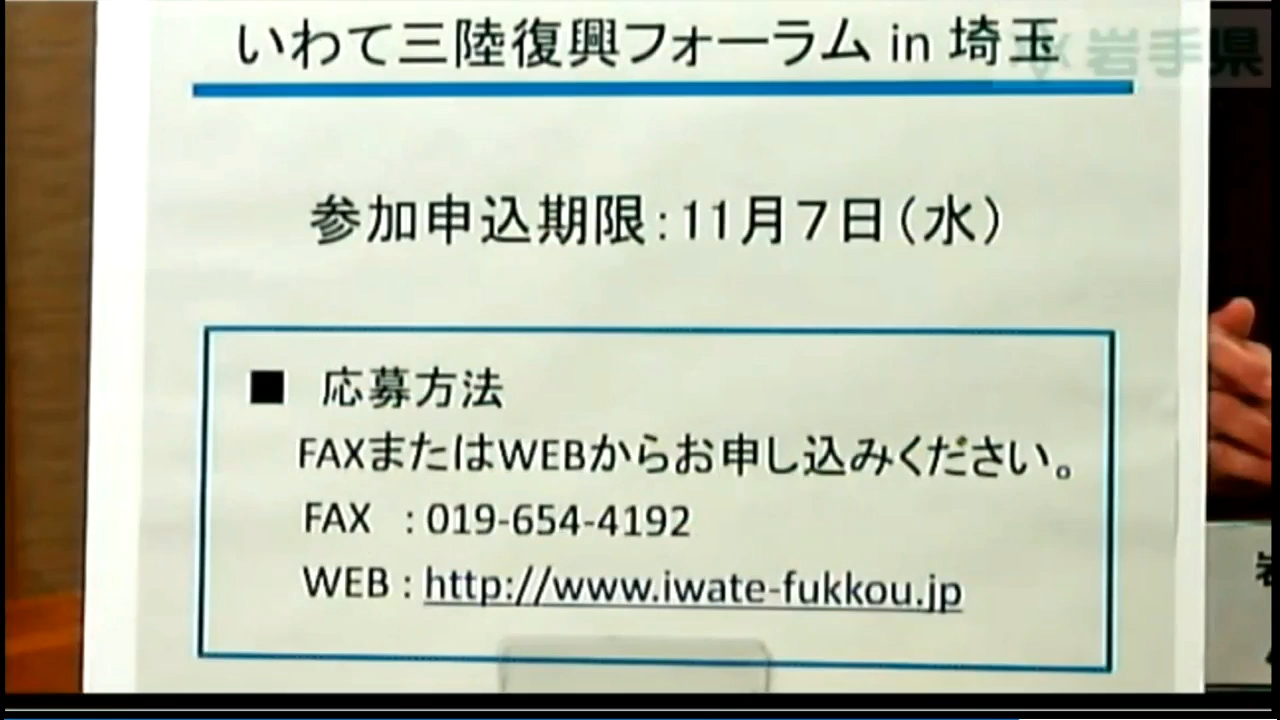 いわて三陸復興フォーラム in 埼玉
岩手県
参加申込期限：11月７日（水）
■ 応募方法
FAXまたはWEBからお申し込みください。
FAX ：019-654-4192
WEB：http://www.iwate-fukkou.jp